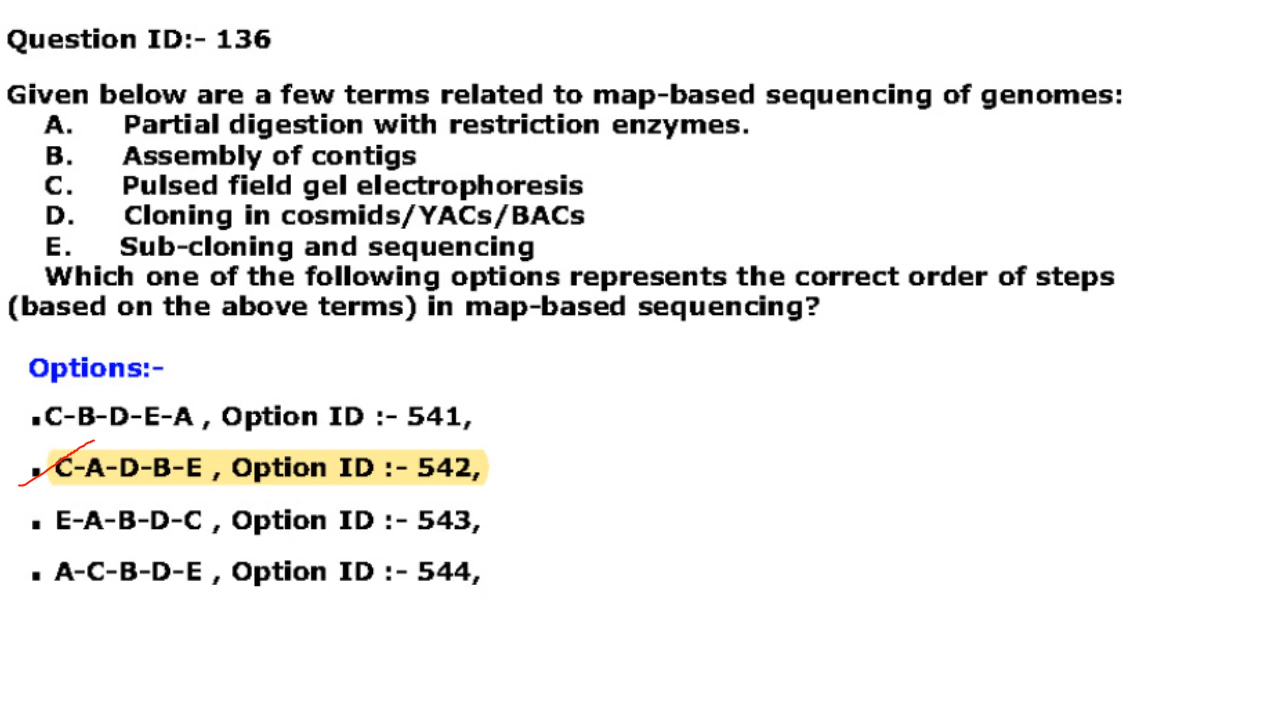 Question ID:- 136
Given below are a few terms related to map-based sequencing of genomes:
A. Partial digestion with restriction enzymes.
B. Assembly of contigs
C. Pulsed field gel electrophoresis
D. Cloning in cosmids/YACs/BACs
E. Sub-cloning and sequencing
Which one of the following options represents the correct order of steps
(based on the above terms) in map-based sequencing?
Options:-
▪C-B-D-E-A , Option ID :- 541,
▪ C-A-D-B-E , Option ID :- 542,
▪ E-A-B-D-C , Option ID :- 543,
▪ A-C-B-D-E , Option ID :- 544,